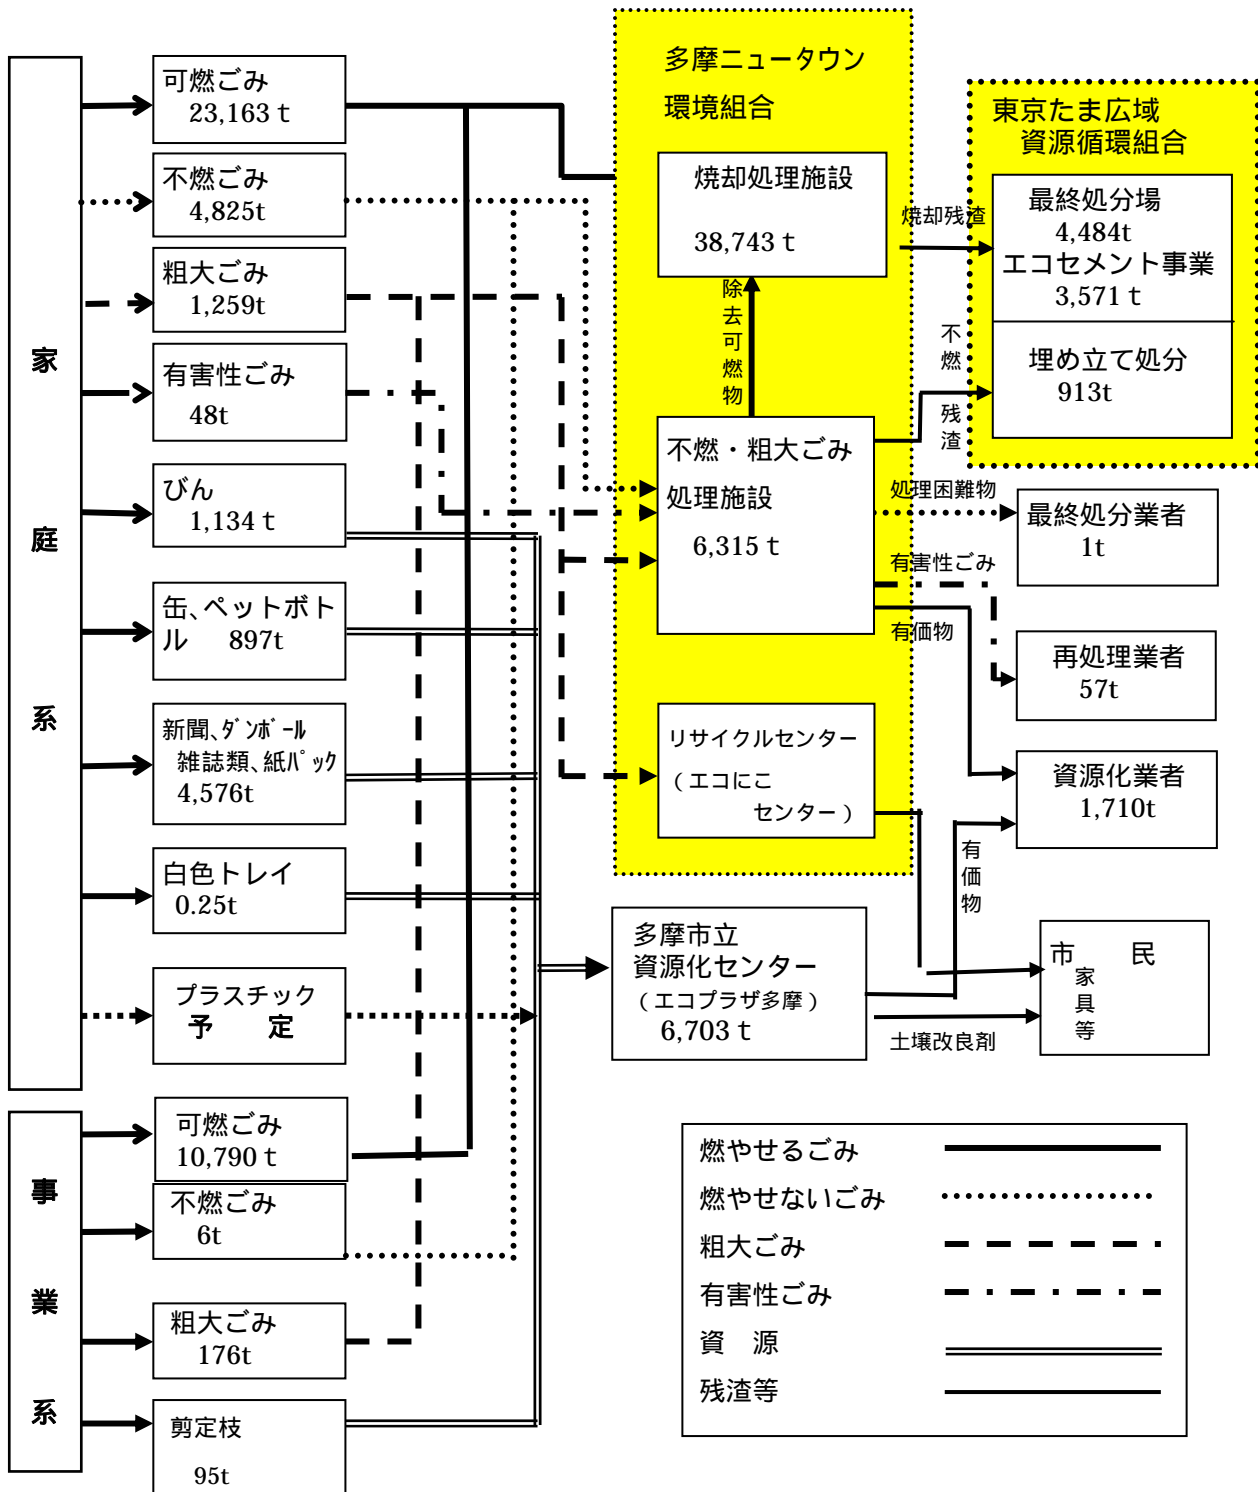 家庭系
可燃ごみ
23,163 t
不燃ごみ
4,825t
粗大ごみ
1,259t
有害性ごみ
48t
びん
1,134 t
缶、ペットボト
ル 897t
新聞、ダンボール
雑誌類、紙パック
4,576t
白色トレイ
0.25t
プラスチック
予 定
事業系
可燃ごみ
10,790 t
不燃ごみ
6t
粗大ごみ
176t
剪定枝
95t
多摩ニュータウン
環境組合
焼却処理施設
38,743 t
除去可燃物
不燃・粗大ごみ
処理施設
6,315 t
リサイクルセンター
（エコにこ
センター）
多摩市立
資源化センター
（エコプラザ多摩）
6,703 t
焼却残渣
不燃
残渣
処理困難物
有害性ごみ
有価物
有価物
土壌改良剤
東京たま広域
資源循環組合
最終処分場
4,484t
エコセメント事業
3,571 t
埋め立て処分
913t
最終処分業者
1t
再処理業者
57t
資源化業者
1,710t
市 民
家具等
燃やせるごみ
燃やせないごみ
粗大ごみ
有害性ごみ
資 源
残渣等